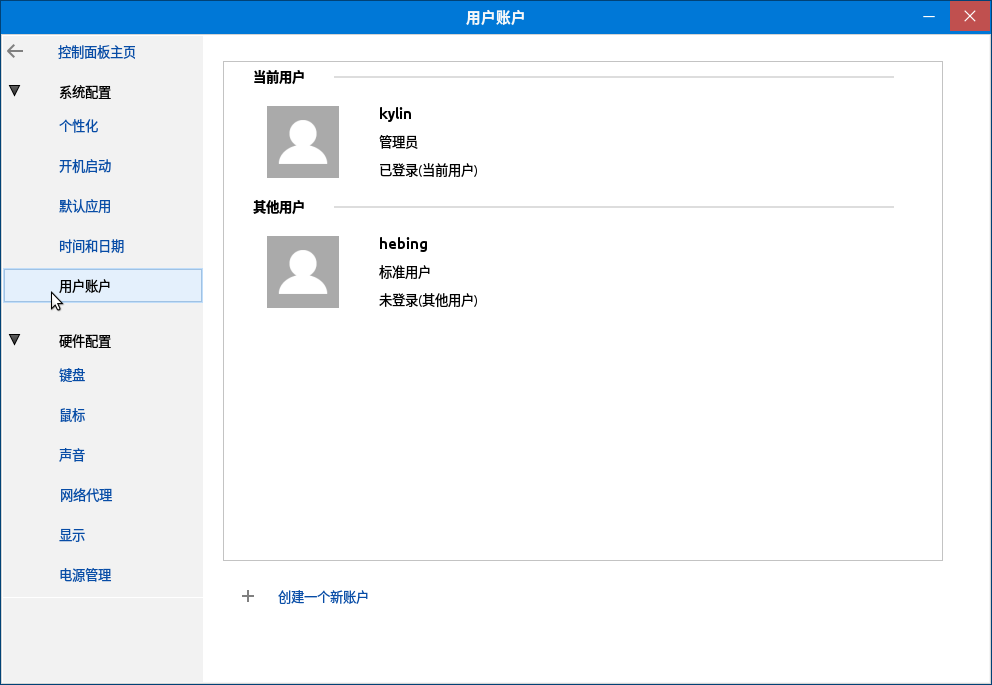 用户账户
控制面板主页
系统配置
个性化
开机启动
默认应用
时间和日期
用户账户
硬件配置
键盘
鼠标
声音
网络代理
显示
电源管理
当前用户
kylin
管理员
已登录(当前用户)
其他用户
hebing
标准用户
未登录(其他用户)
创建一个新账户